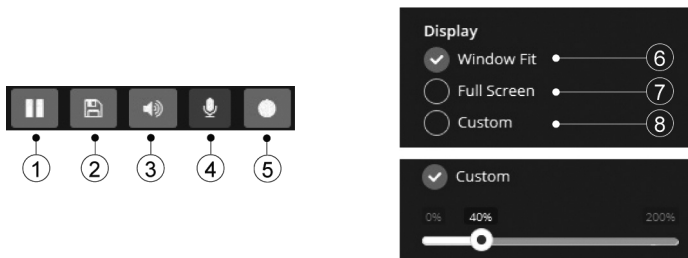 1 2 3 4 5
Display
Window Fit 6
Full Screen 7
Custom 8
Custom
0% 40% 200%